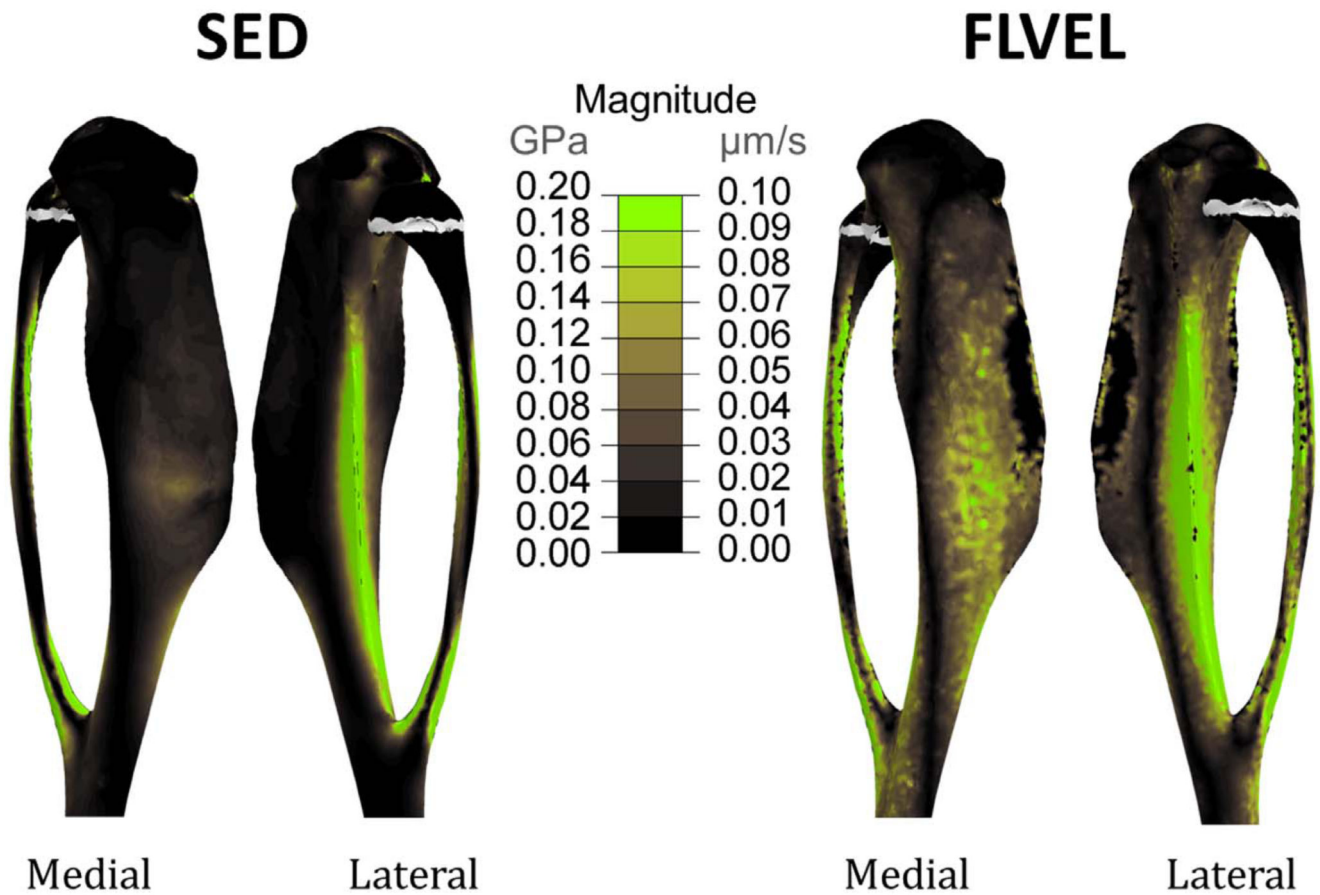 SED
FLVEL
Magnitude
GPa μm/s
0.20 0.10
0.18 0.09
0.16 0.08
0.14 0.07
0.12 0.06
0.10 0.05
0.08 0.04
0.06 0.03
0.04 0.02
0.02 0.01
0.00 0.00
Medial Lateral
Medial Lateral